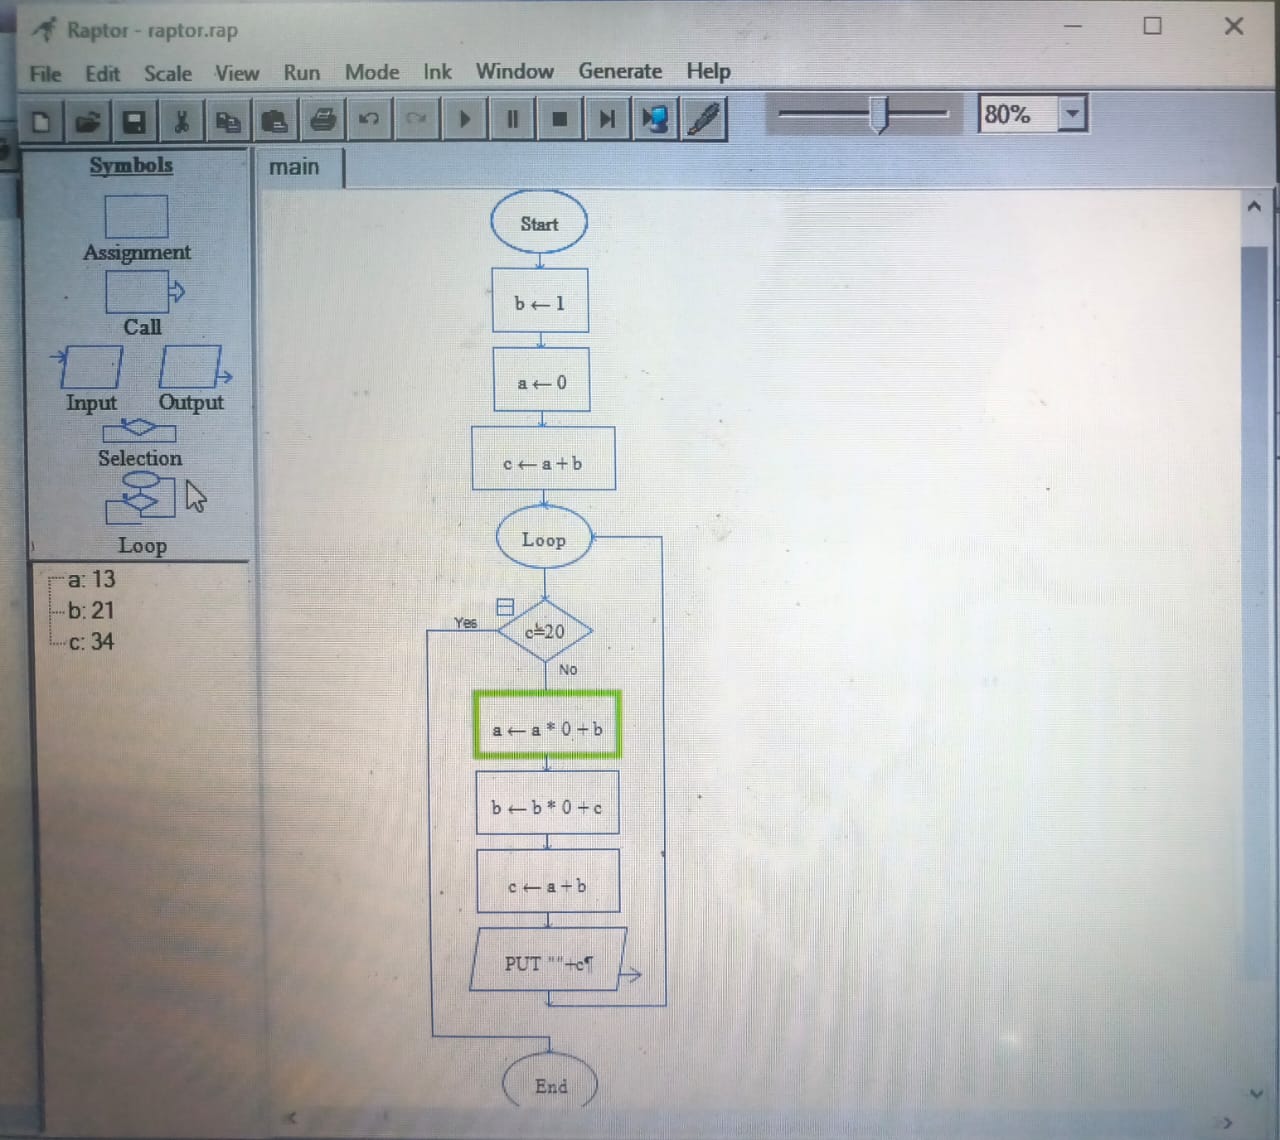 Raptor - raptor.rap
File Edit Scale View Run Mode Ink Window Generate Help
80%
Symbols
Assignment
Call
Input Output
Selection
Loop
a: 13
b: 21
c: 34
main
Start
b ← 1
a ← 0
c ← a + b
Loop
Yes
No
a ← a * 0 + b
b ← b * 0 + c
c ← a + b
PUT ""+c¶
End